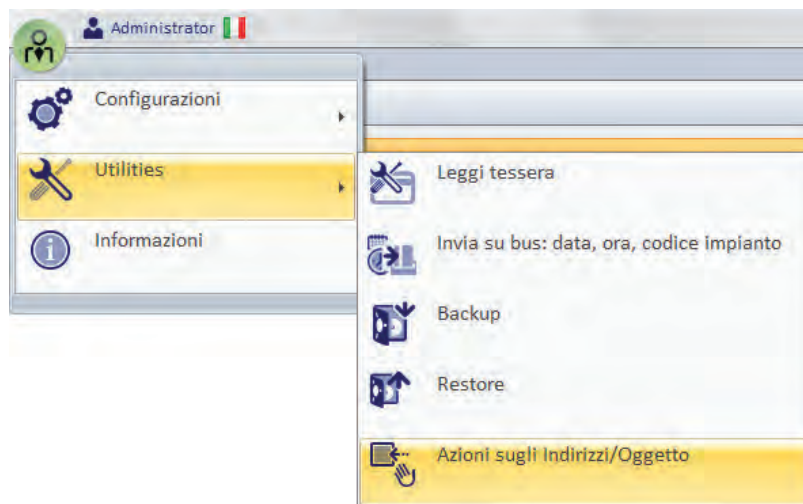 Administrator
Configurazioni
Utilities
Informazioni
Leggi tessera
Invia su bus: data, ora, codice impianto
Backup
Restore
Azioni sugli Indirizzi/Oggetto